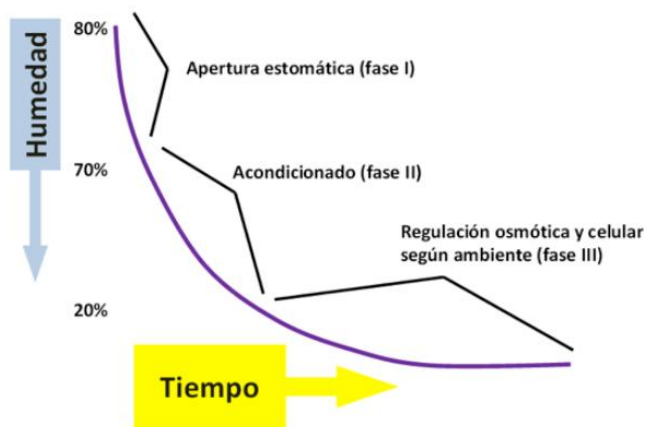 Humedad
80%
Apertura estomática (fase I)
70%
Acondicionado (fase II)
Regulación osmótica y celular
según ambiente (fase III)
20%
Tiempo